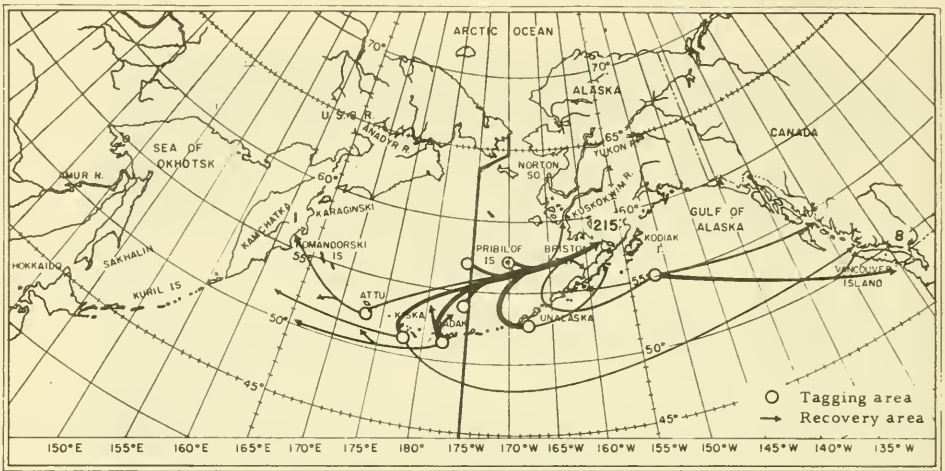 ARCTIC OCEAN
70°
70°
ALASKA
U.S.S.R.
ANADYR R.
65°
YUKON R.
CANADA
SEA OF
OKHOTSK
NORTON
SO
AMUR R.
60°
KUSKOKWIM R.
60°
KARAGINSKI
IS
GULF OF
ALASKA
KAMCHATKA
215
8
KOMANDORSKI
IS
PRIBILOF
IS
BRISTOL
KODIAK
I
HOKKAIDO
SAKHALIN
55°
55°
VANCOUVER
ISLAND
KURIL IS
ATTU
KISKA
ADAK
UNALASKA
50°
50°
45°
45°
Tagging area
Recovery area
150°E 155°E 160°E 165°E 170°E 175°E 180° 175°W 170°W 165°W 160°W 155°W 150°W 145°W 140°W 135°W